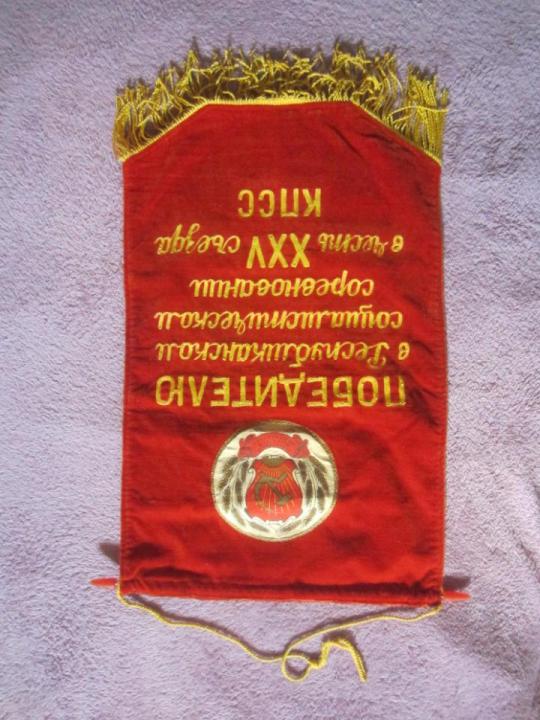 ПОБЕДИТЕЛЮ
в Республиканском
социалистическом
соревновании
в честь XXV съезда
КПСС